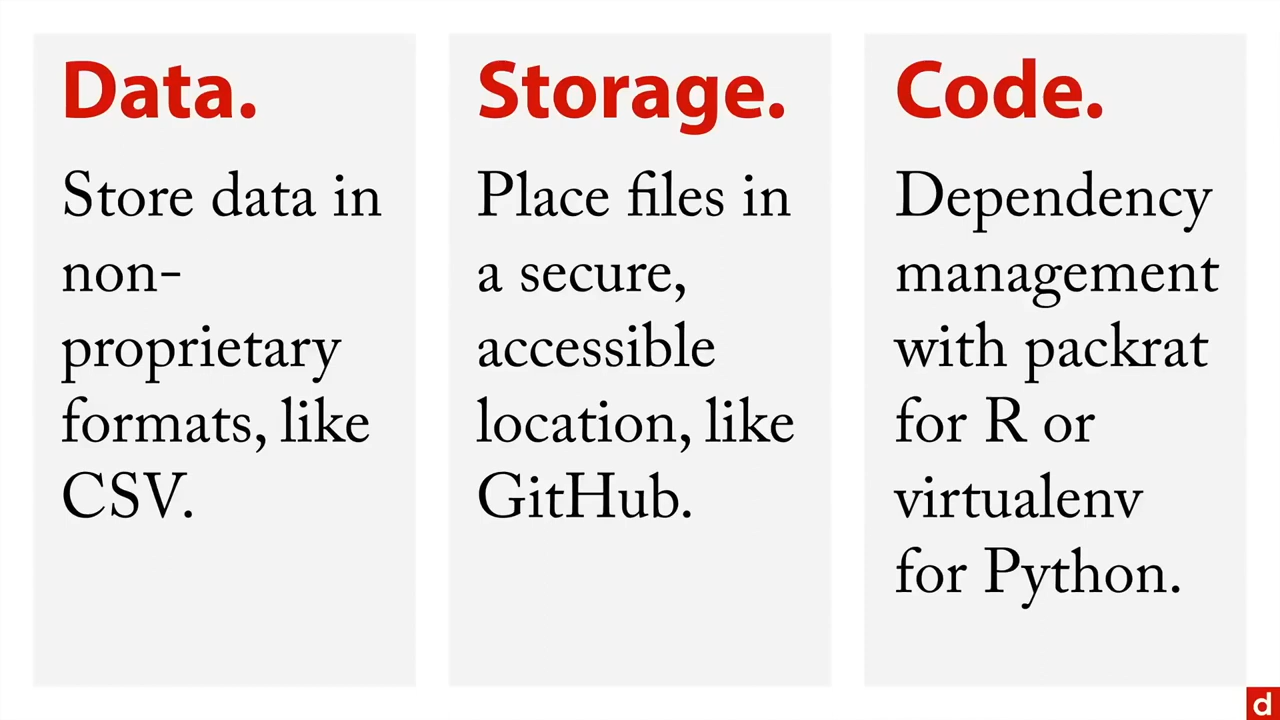 Data.
Store data in
non-
proprietary
formats, like
CSV.
Storage.
Place files in
a secure,
accessible
location, like
GitHub.
Code.
Dependency
management
with packrat
for R or
virtualenv
for Python.
d